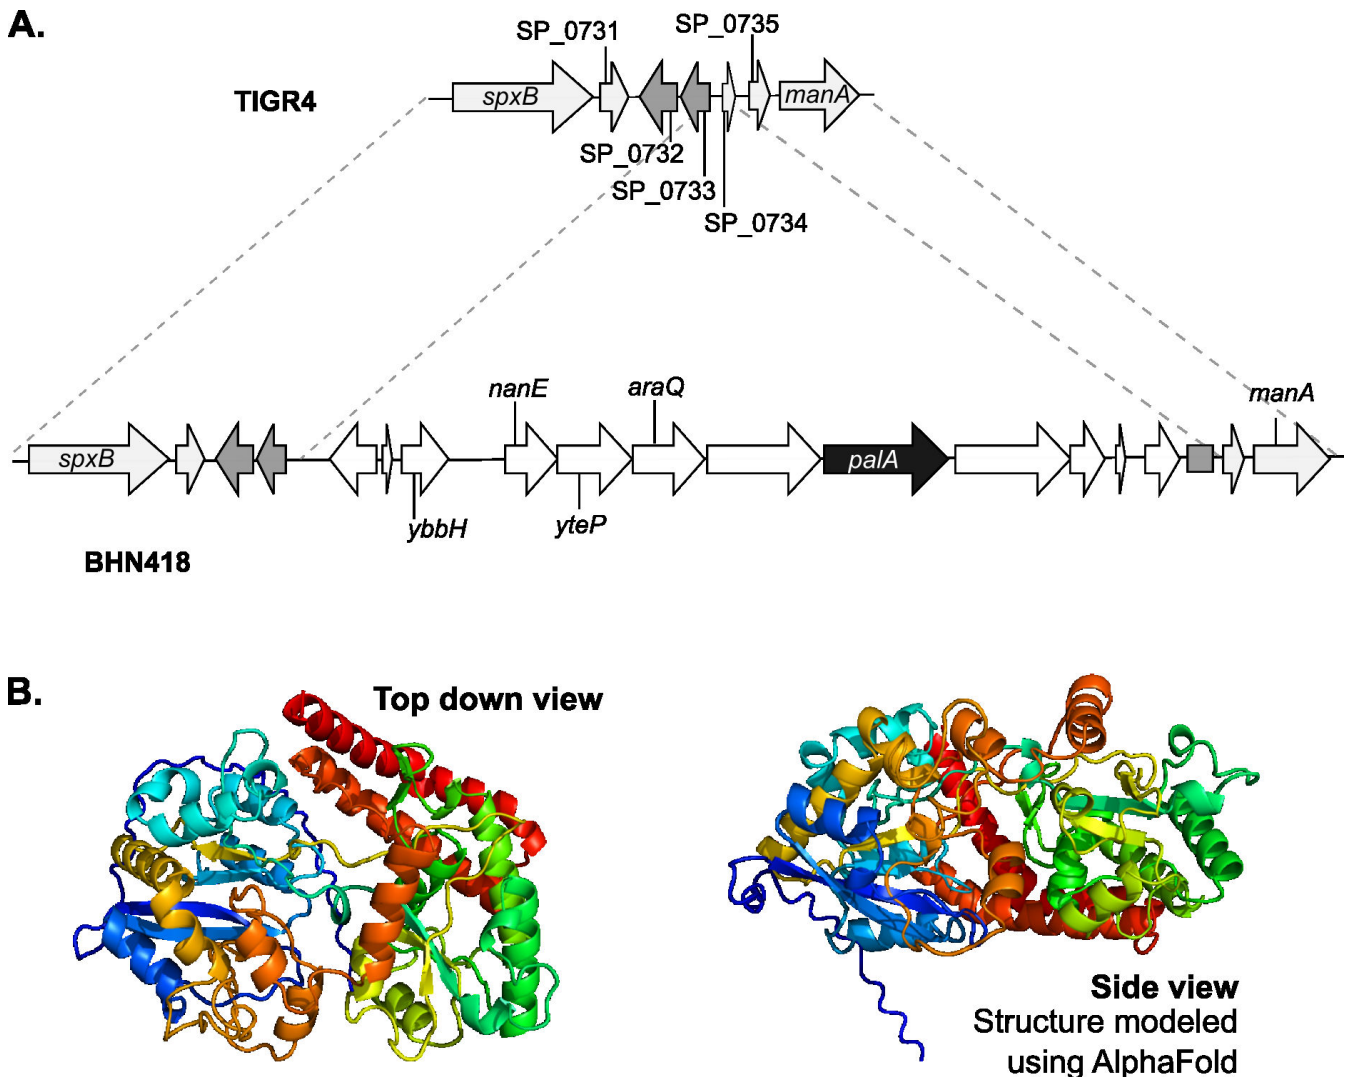 A.
SP_0731
SP_0735
TIGR4
spxB
manA
SP_0732
SP_0733
SP_0734
nanE
araQ
manA
spxB
palA
ybbH
yteP
BHN418
B.
Top down view
Side view
Structure modeled
using AlphaFold